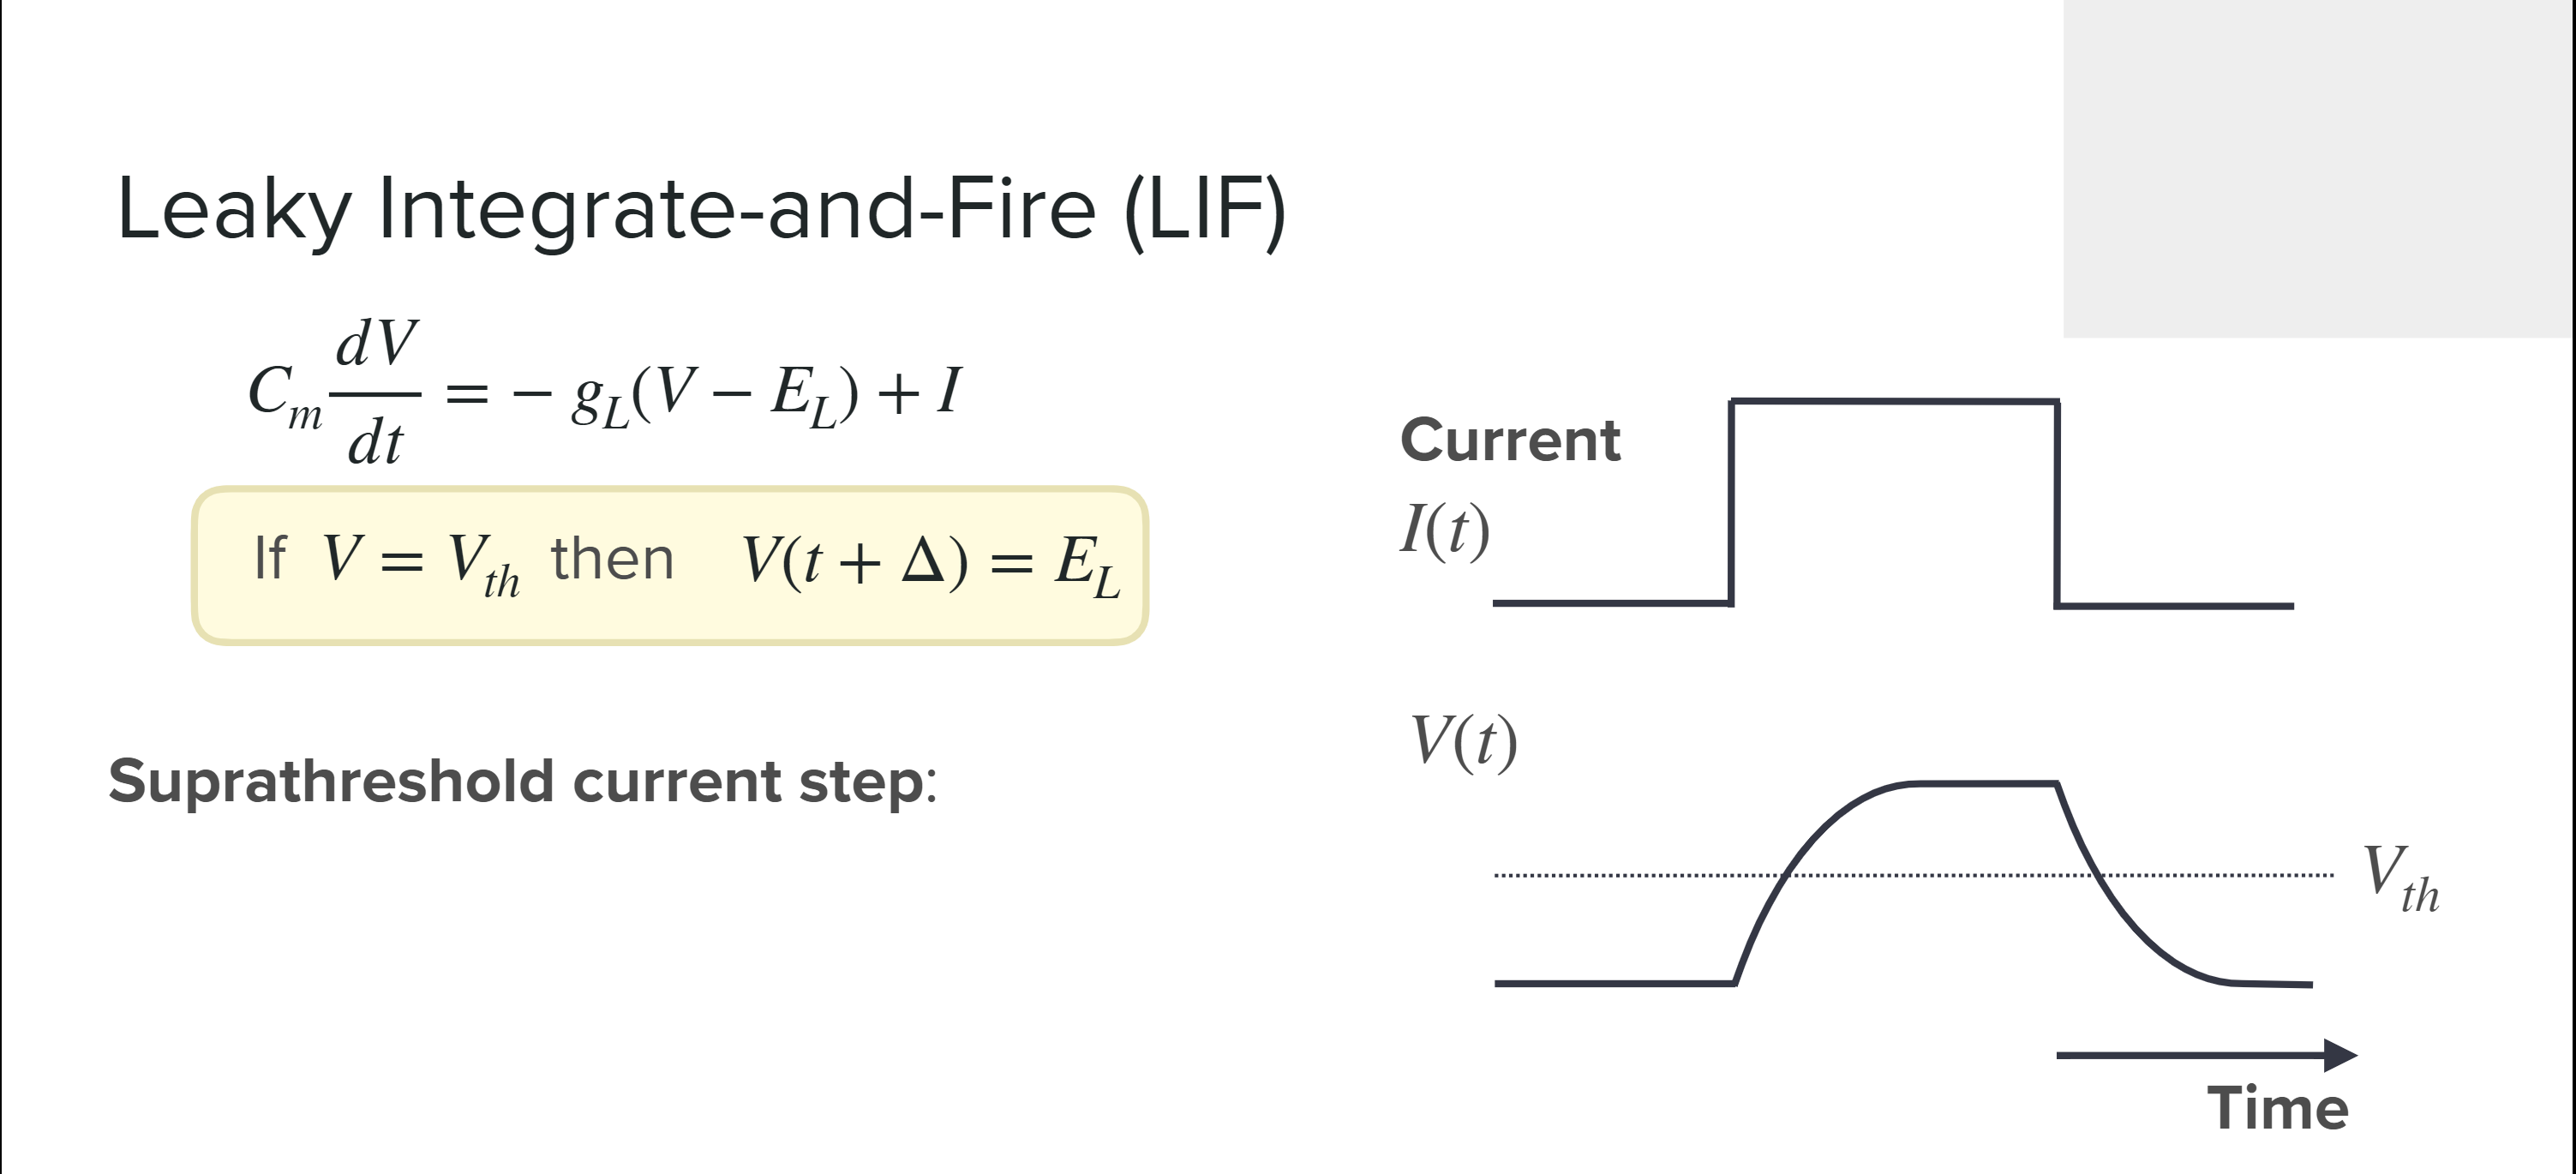 Leaky Integrate-and-Fire (LIF)
C_m dV/dt = − g_L(V − E_L) + I
If V = V_th then V(t + Δ) = E_L
Suprathreshold current step:
Current
I(t)
V(t)
V_th
Time